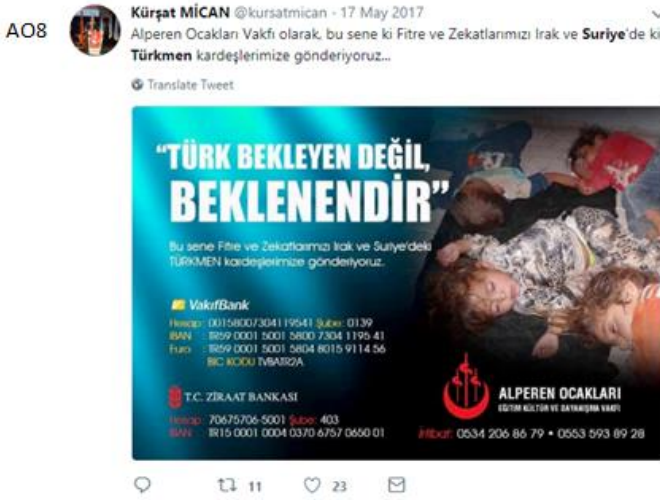 AO8
Kürşat MİCAN @kursatmican · 17 May 2017
Alperen Ocakları Vakfı olarak, bu sene ki Fitre ve Zekatlarımızı Irak ve Suriye'de ki
Türkmen kardeşlerimize gönderiyoruz...
Translate Tweet
“TÜRK BEKLEYEN DEĞİL,
BEKLENENDİR”
Bu sene Fitre ve Zekatlarımızı Irak ve Suriye'deki
TÜRKMEN kardeşlerimize gönderiyoruz.
VakıfBank
Hesap: 00158007304119541 Şube: 0139
IBAN : TR59 0001 5001 5800 7304 1195 41
Euro : TR59 0001 5001 5804 8015 9114 56
BIC KODU TVBATR2A
T.C. ZİRAAT BANKASI
Hesap: 70675706-5001 Şube: 403
IBAN : TR15 0001 0004 0370 6757 0650 01
ALPEREN OCAKLARI
EĞİTİM KÜLTÜR VE DAYANIŞMA VAKFI
İrtibat: 0534 206 86 79 • 0553 593 89 28
11 23